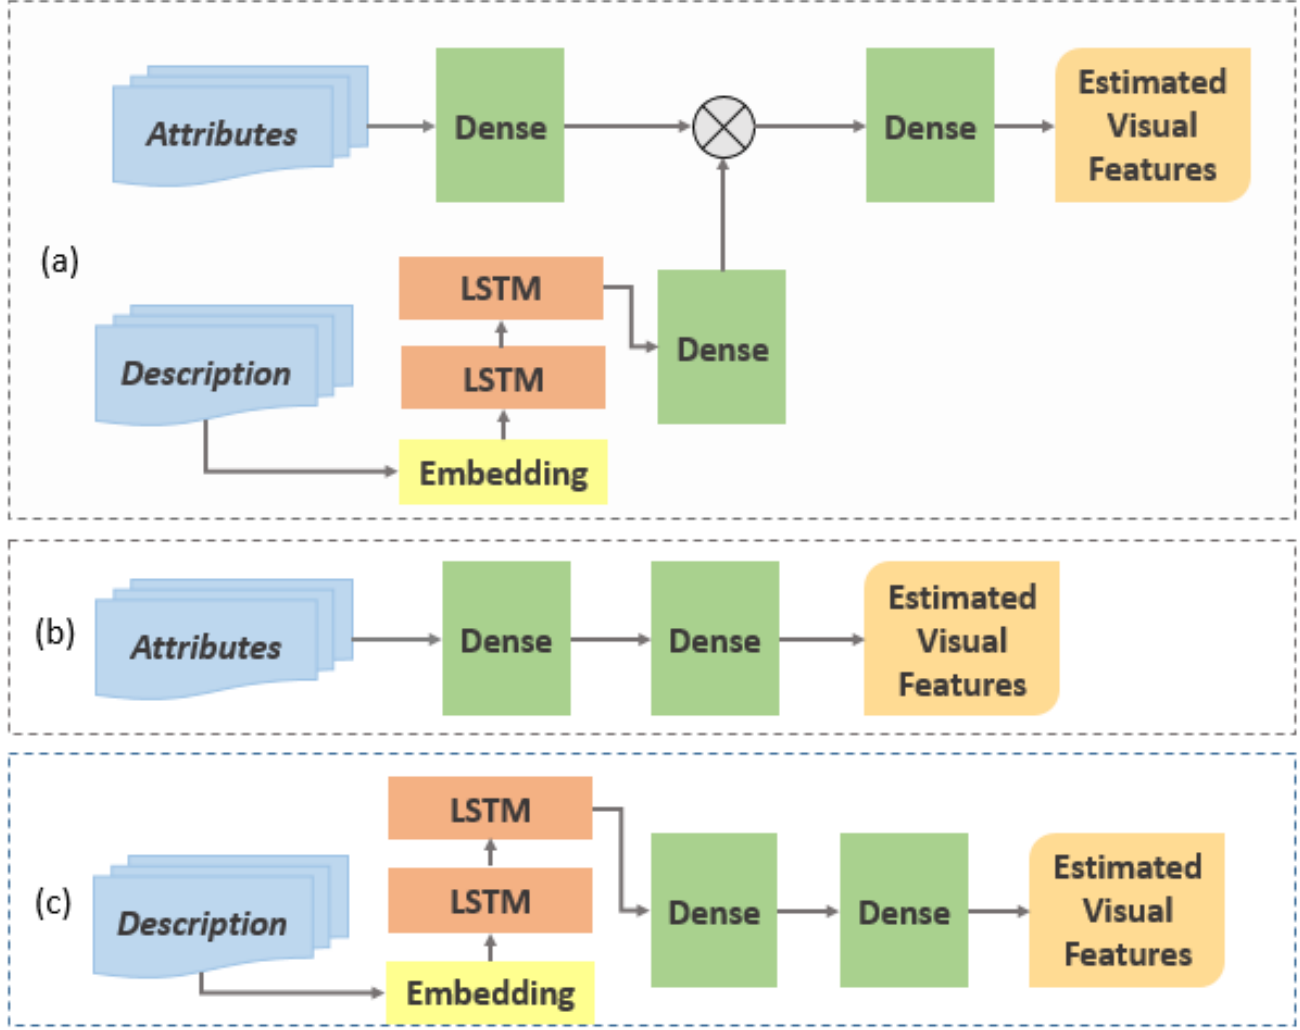 Attributes
Dense
Dense
Estimated
Visual
Features
(a)
LSTM
Description
LSTM
Dense
Embedding
(b)
Attributes
Dense
Dense
Estimated
Visual
Features
(c)
LSTM
Description
LSTM
Dense
Dense
Estimated
Visual
Features
Embedding